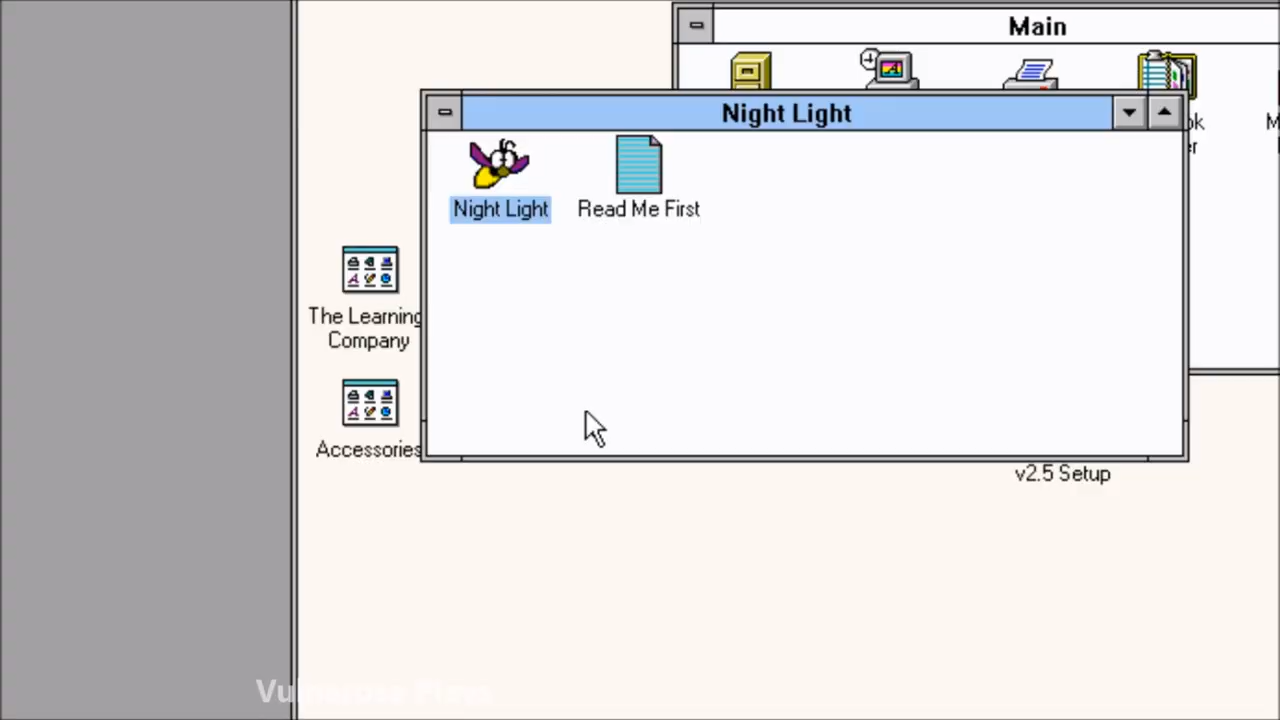 Main
Night Light
Night Light
Read Me First
The Learning
Company
Accessories
v2.5 Setup